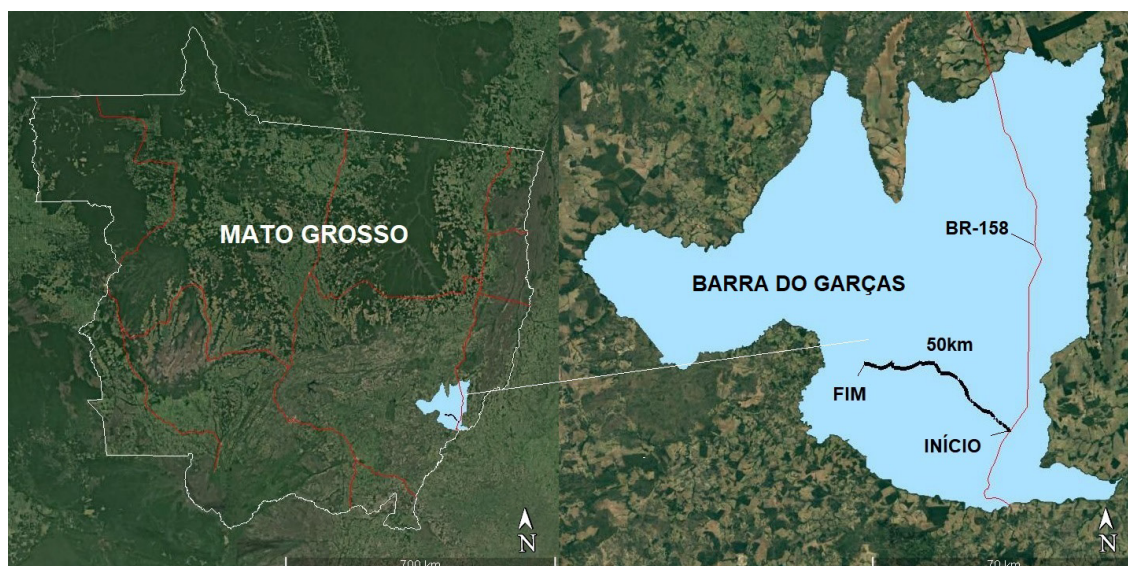 MATO GROSSO
N
700 km
BR-158
BARRA DO GARÇAS
50km
FIM
INÍCIO
N
70 km